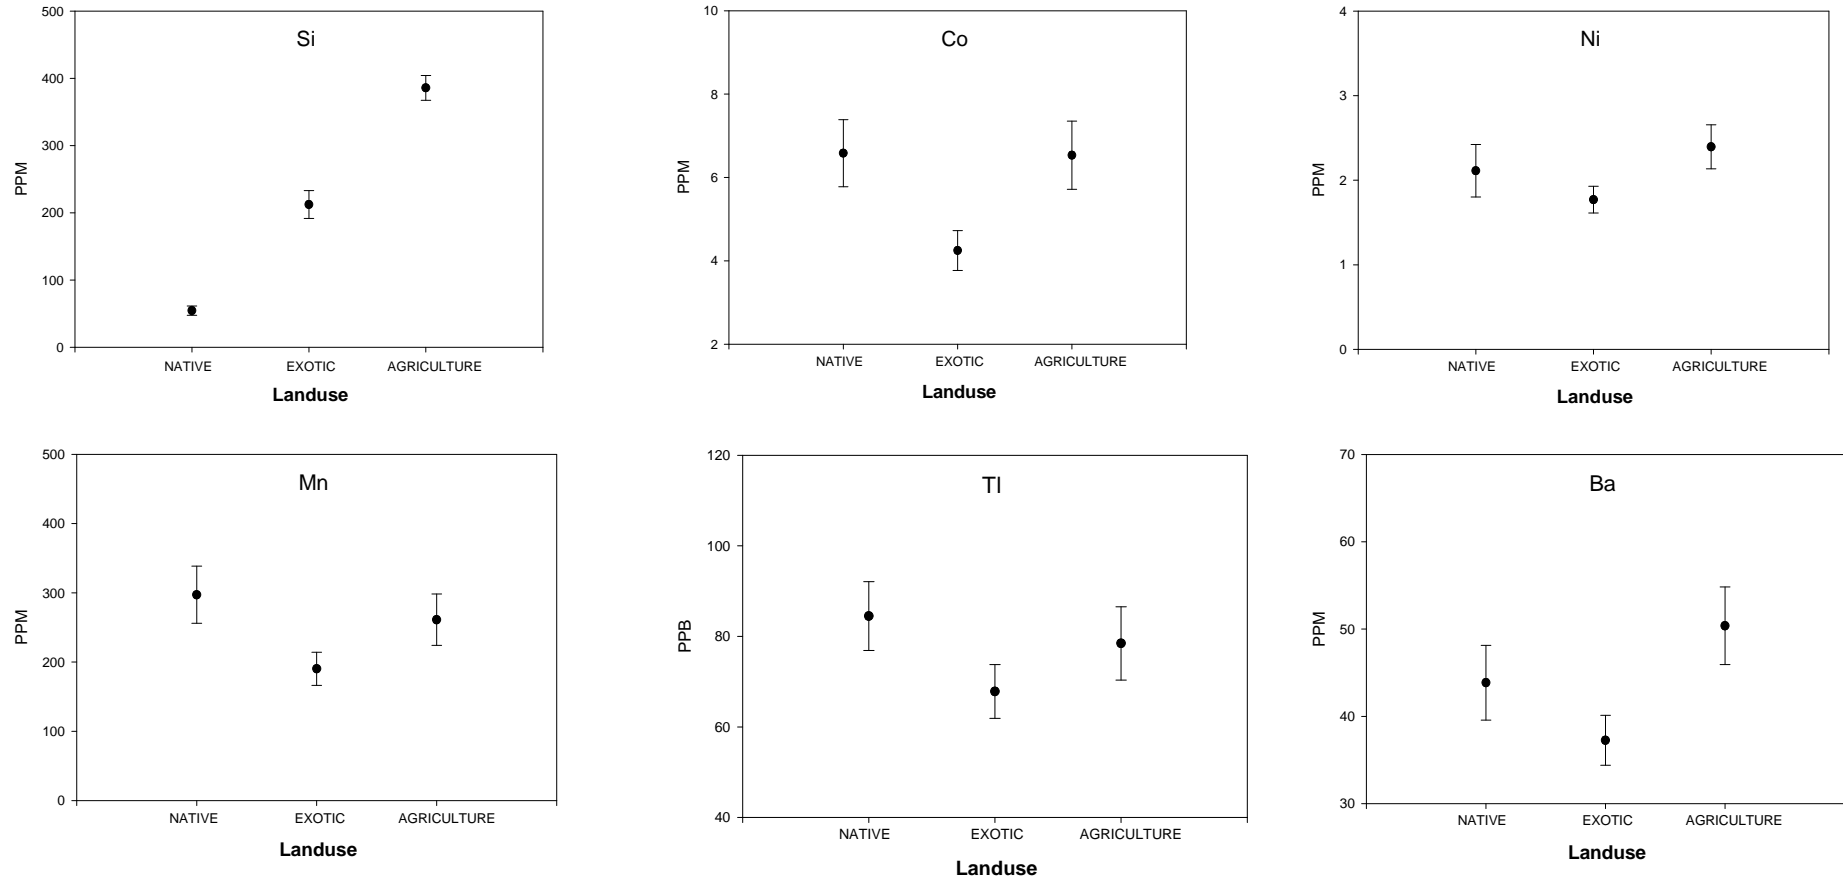 Si
500
400
300
200
100
0
PPM
NATIVE EXOTIC AGRICULTURE
Landuse
Co
10
8
6
4
2
PPM
NATIVE EXOTIC AGRICULTURE
Landuse
Ni
4
3
2
1
0
PPM
NATIVE EXOTIC AGRICULTURE
Landuse
Mn
500
400
300
200
100
0
PPM
NATIVE EXOTIC AGRICULTURE
Landuse
Tl
120
100
80
60
40
PPB
NATIVE EXOTIC AGRICULTURE
Landuse
Ba
70
60
50
40
30
PPM
NATIVE EXOTIC AGRICULTURE
Landuse